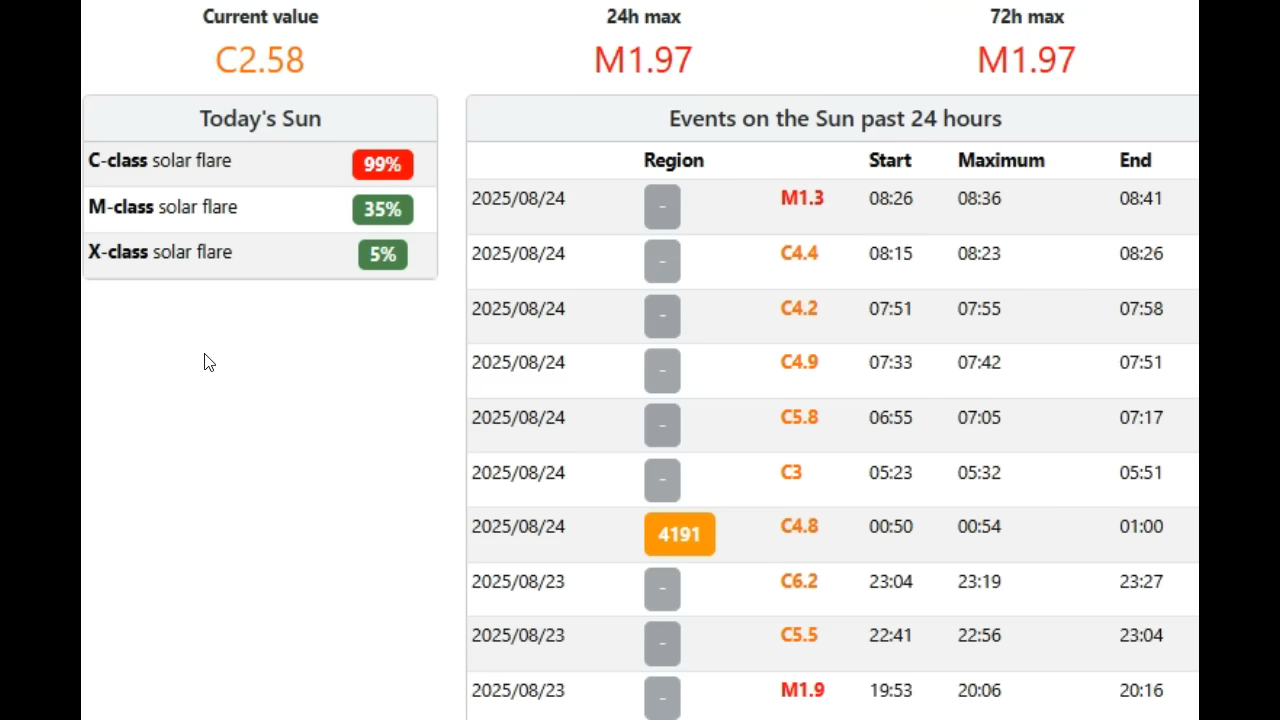 Current value 24h max 72h max
C2.58 M1.97 M1.97
Today's Sun
C-class solar flare 99%
M-class solar flare 35%
X-class solar flare 5%
Events on the Sun past 24 hours
Region Start Maximum End
2025/08/24 - M1.3 08:26 08:36 08:41
2025/08/24 - C4.4 08:15 08:23 08:26
2025/08/24 - C4.2 07:51 07:55 07:58
2025/08/24 - C4.9 07:33 07:42 07:51
2025/08/24 - C5.8 06:55 07:05 07:17
2025/08/24 - C3 05:23 05:32 05:51
2025/08/24 4191 C4.8 00:50 00:54 01:00
2025/08/23 - C6.2 23:04 23:19 23:27
2025/08/23 - C5.5 22:41 22:56 23:04
2025/08/23 - M1.9 19:53 20:06 20:16